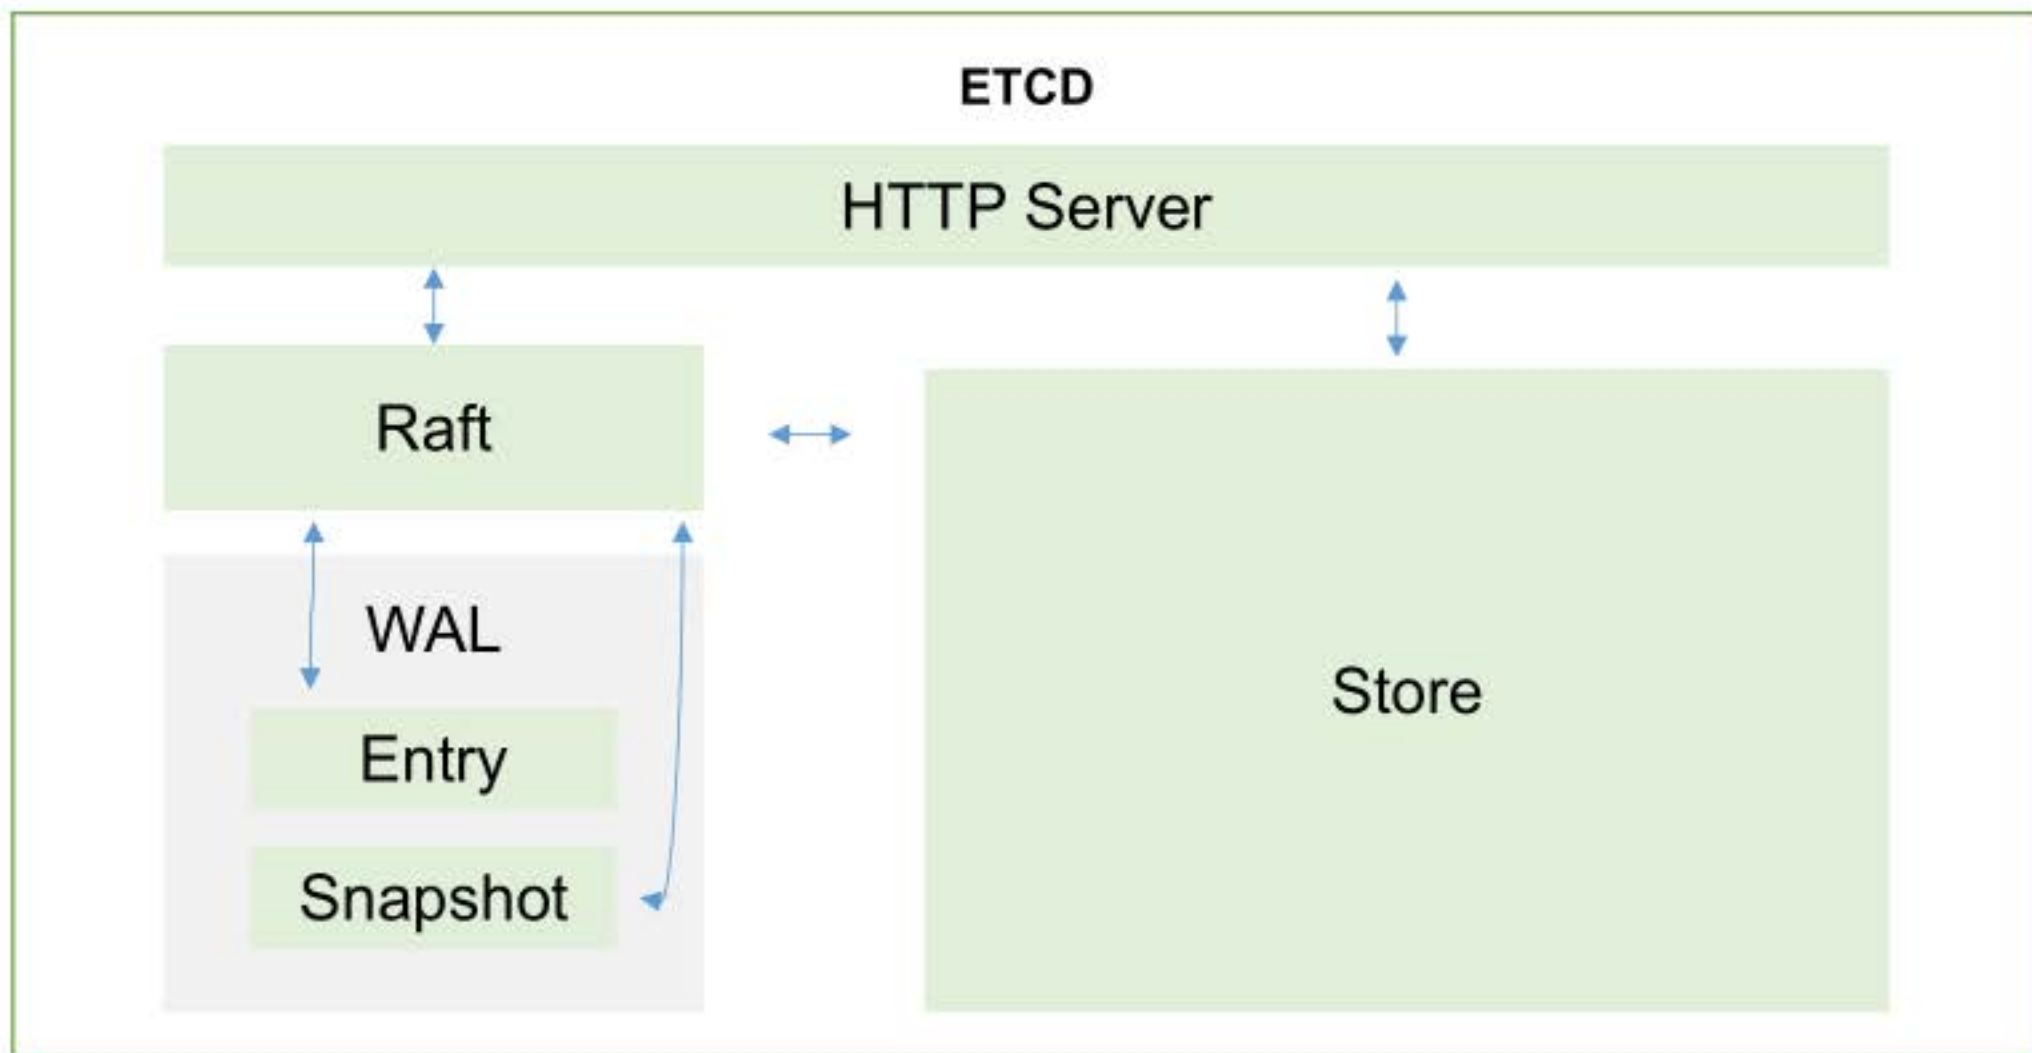 ETCD
HTTP Server
Raft
WAL
Entry
Snapshot
Store